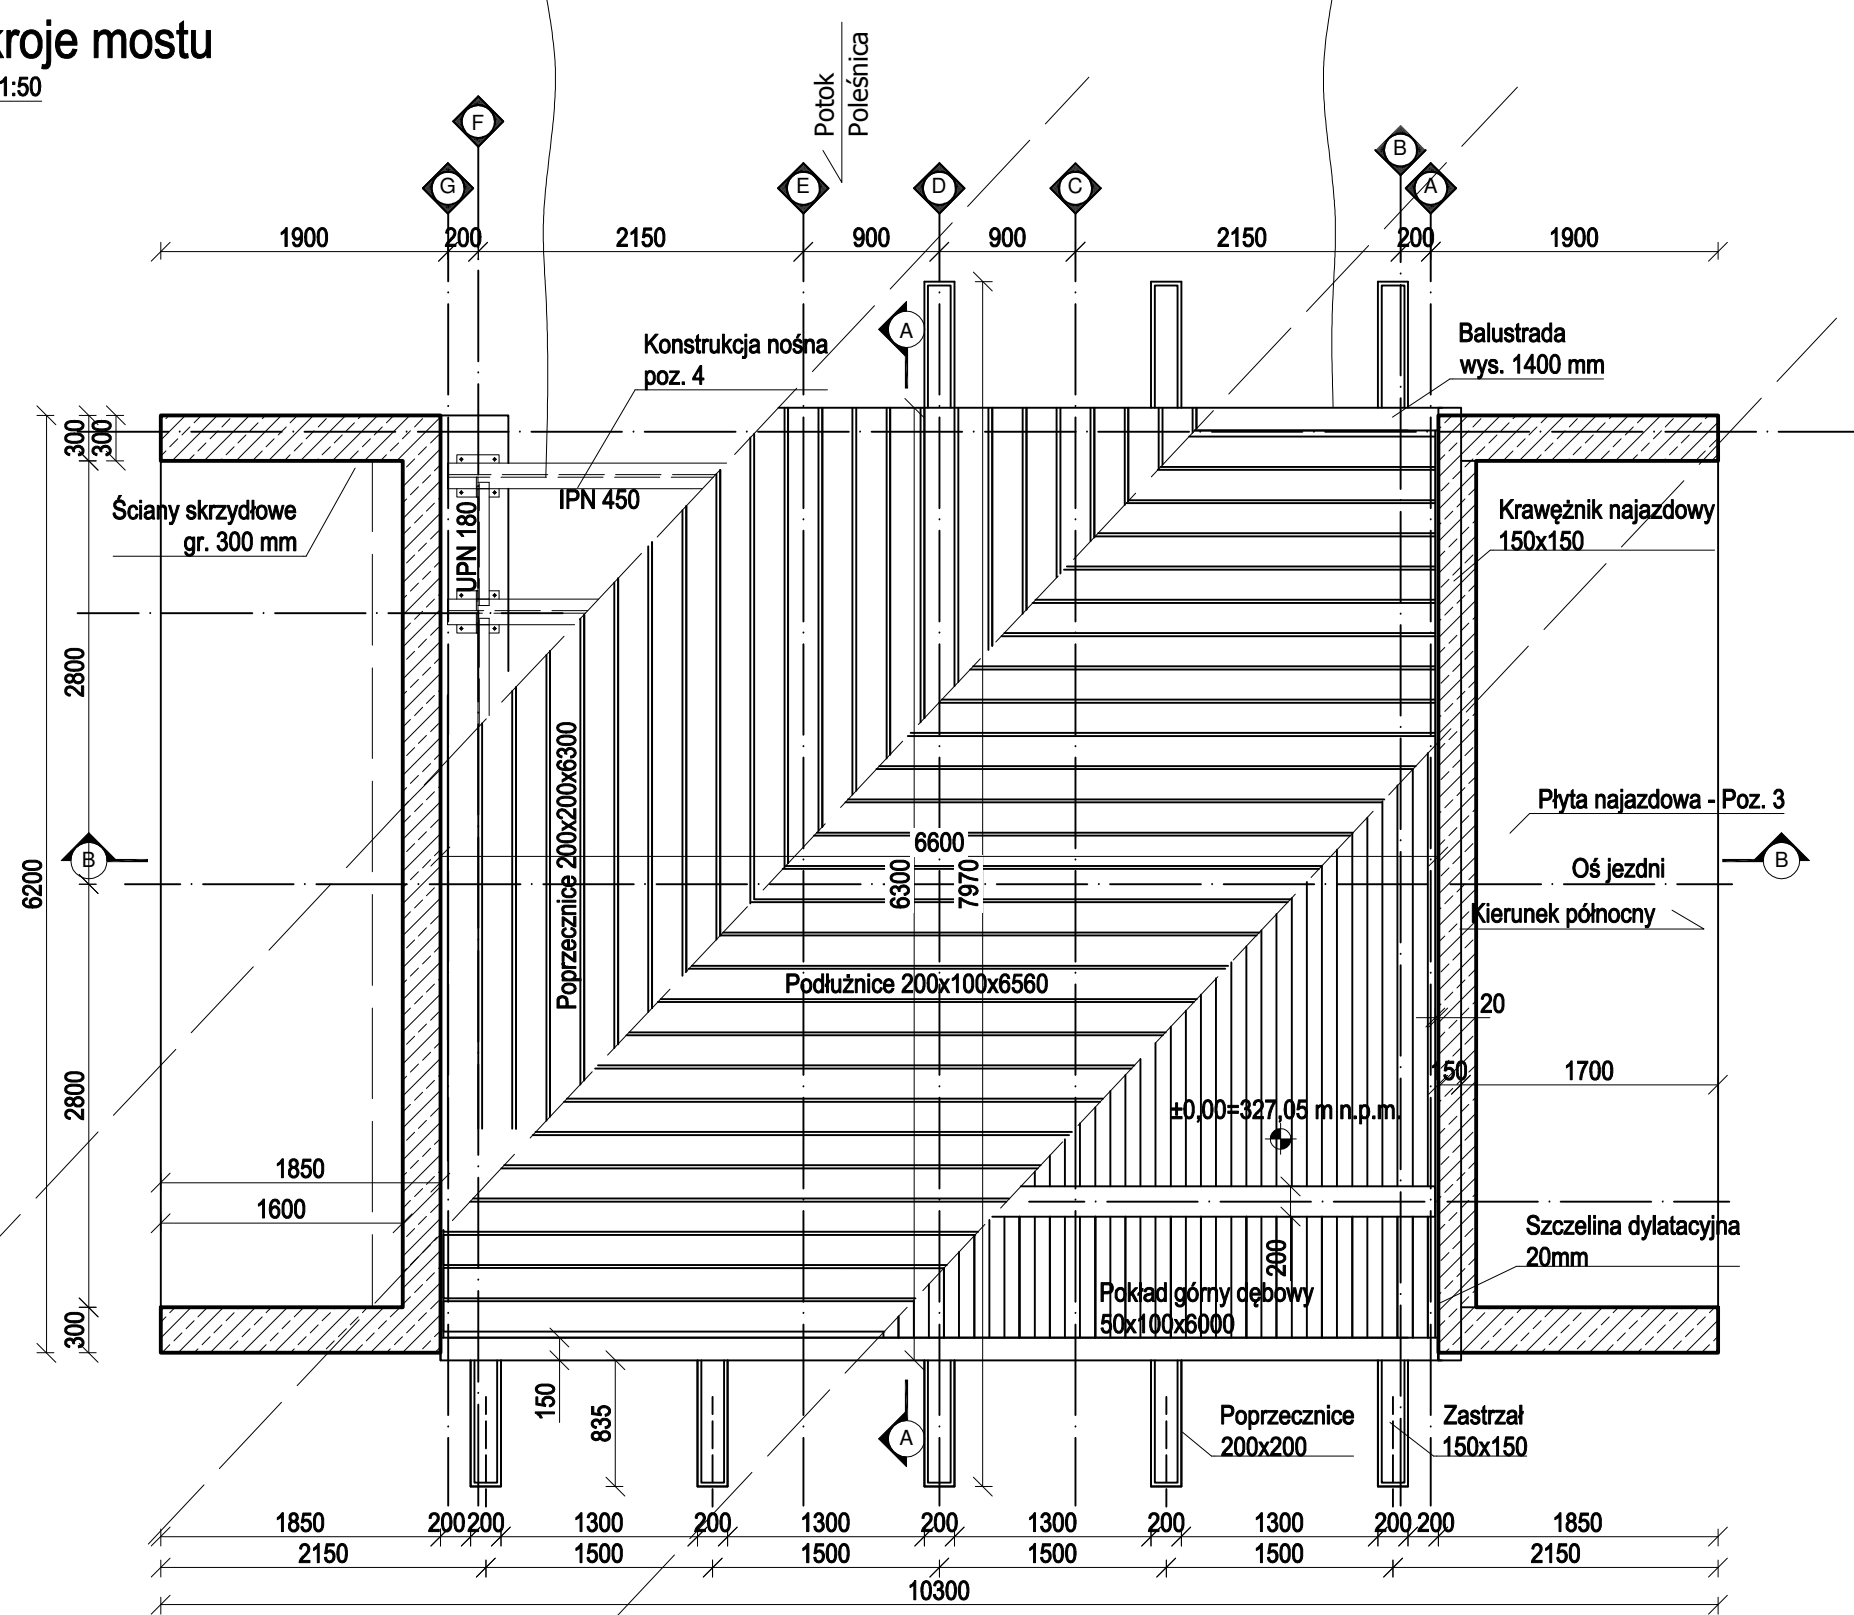 kroje mostu
1:50
Potok
Poleśnica
F
B
G
E
D
C
A
1900
200
2150
900
900
2150
200
1900
A
Konstrukcja nośna
poz. 4
Balustrada
wys. 1400 mm
300
300
IPN 450
UPN 180
Ściany skrzydłowe
gr. 300 mm
Krawężnik najazdowy
150x150
2800
Poprzecznice 200x200x6300
Płyta najazdowa - Poz. 3
6600
B
B
6200
6300
7970
Oś jezdni
Kierunek północny
Podłużnice 200x100x6560
20
150
1700
2800
±0,00=327,05 m n.p.m.
1850
1600
Szczelina dylatacyjna
20mm
200
Pokład górny dębowy
50x100x6000
300
150
835
A
Poprzecznice
200x200
Zastrzał
150x150
1850
200
200
1300
200
1300
200
1300
200
1300
200
200
1850
2150
1500
1500
1500
1500
2150
10300